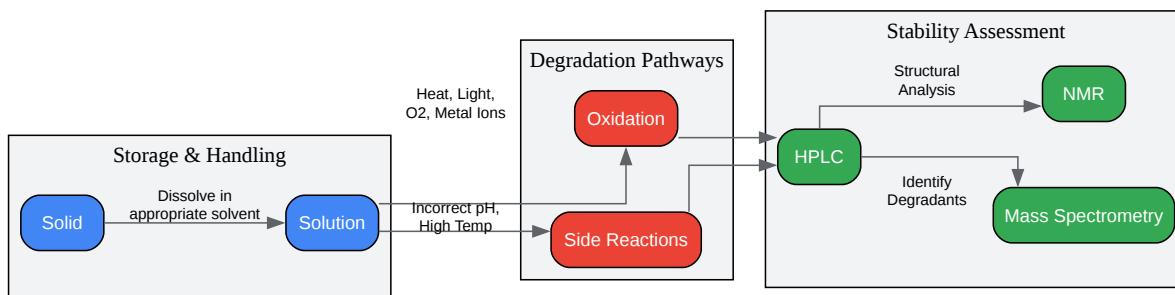 Storage & Handling
Solid
Dissolve in
appropriate solvent
Solution
Heat, Light,
O2, Metal Ions
Incorrect pH,
High Temp
Degradation Pathways
Oxidation
Side Reactions
Stability Assessment
HPLC
Structural
Analysis
NMR
Identify
Degradants
Mass Spectrometry